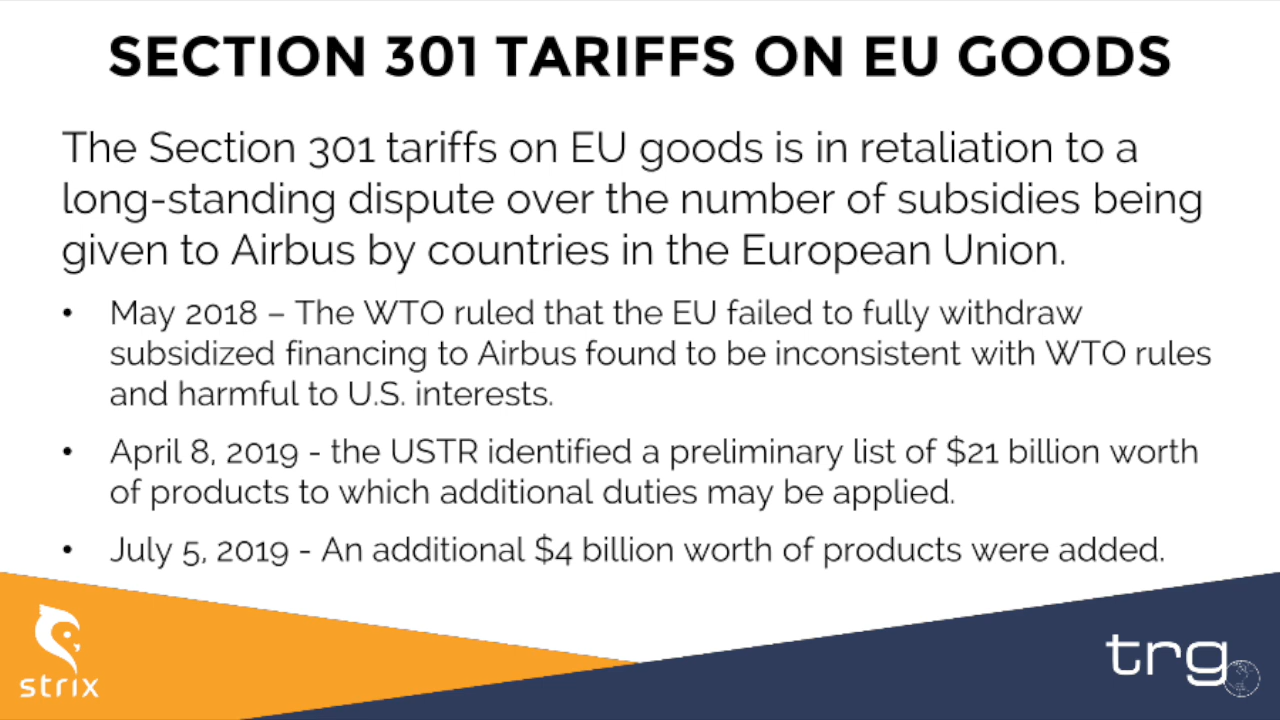 SECTION 301 TARIFFS ON EU GOODS
The Section 301 tariffs on EU goods is in retaliation to a
long-standing dispute over the number of subsidies being
given to Airbus by countries in the European Union.
• May 2018 – The WTO ruled that the EU failed to fully withdraw
subsidized financing to Airbus found to be inconsistent with WTO rules
and harmful to U.S. interests.
• April 8, 2019 - the USTR identified a preliminary list of $21 billion worth
of products to which additional duties may be applied.
• July 5, 2019 - An additional $4 billion worth of products were added.
strix
trg